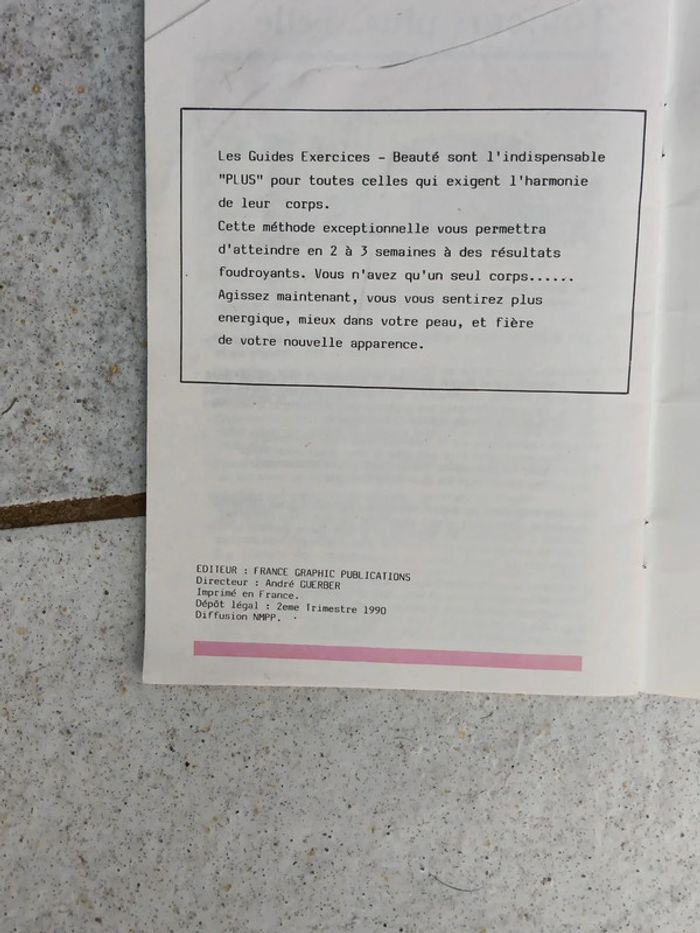 Les Guides Exercices - Beauté sont l'indispensable
"PLUS" pour toutes celles qui exigent l'harmonie
de leur corps.
Cette méthode exceptionnelle vous permettra
d'atteindre en 2 à 3 semaines à des résultats
foudroyants. Vous n'avez qu'un seul corps......
Agissez maintenant, vous vous sentirez plus
energique, mieux dans votre peau, et fière
de votre nouvelle apparence.
EDITEUR : FRANCE GRAPHIC PUBLICATIONS
Directeur : André GUERBER
Imprimé en France.
Dépôt légal : 2eme Trimestre 1990
Diffusion NMPP.